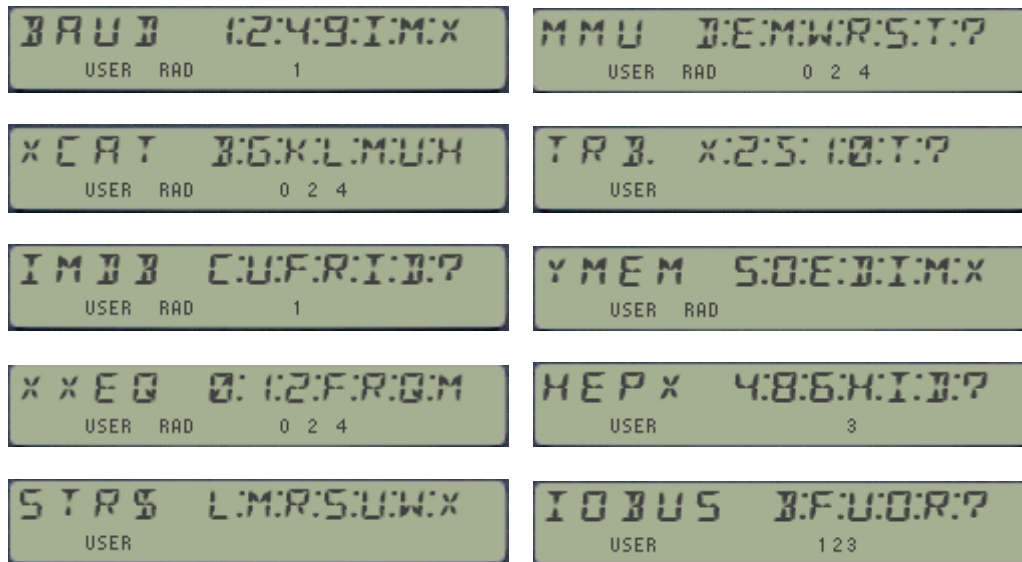 BAUD 1:2:4:9:I:M:X
USER RAD 1
MMU D:E:M:W:R:S:T:?
USER RAD 0 2 4
XCAT B:G:K:L:M:U:H
USER RAD 0 2 4
TRB. X:2:5:1:0:T:?
USER
IMDB C:U:F:R:I:D:?
USER RAD 1
YMEM S:O:E:D:I:M:X
USER RAD
XXEQ 0:1:2:F:R:Q:M
USER RAD 0 2 4
HEPX 4:8:6:H:I:D:?
USER 3
STR$ L:M:R:S:U:W:X
USER
IOBUS B:F:U:O:R:?
USER 123